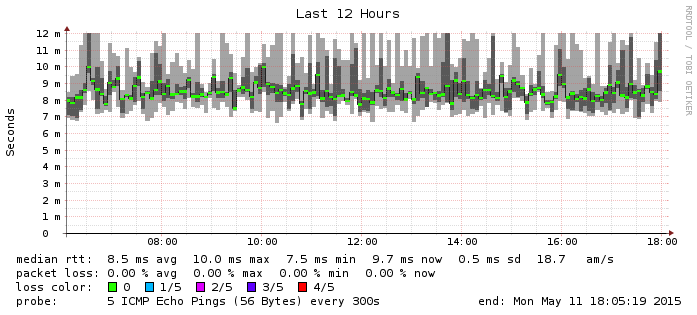 Last 12 Hours
RRDTOOL / TOBI OETIKER
Seconds
12 m
11 m
10 m
9 m
8 m
7 m
6 m
5 m
4 m
3 m
2 m
1 m
0
08:00 10:00 12:00 14:00 16:00 18:00
median rtt: 8.5 ms avg 10.0 ms max 7.5 ms min 9.7 ms now 0.5 ms sd 18.7 am/s
packet loss: 0.00 % avg 0.00 % max 0.00 % min 0.00 % now
loss color: 0 1/5 2/5 3/5 4/5
probe: 5 ICMP Echo Pings (56 Bytes) every 300s end: Mon May 11 18:05:19 2015